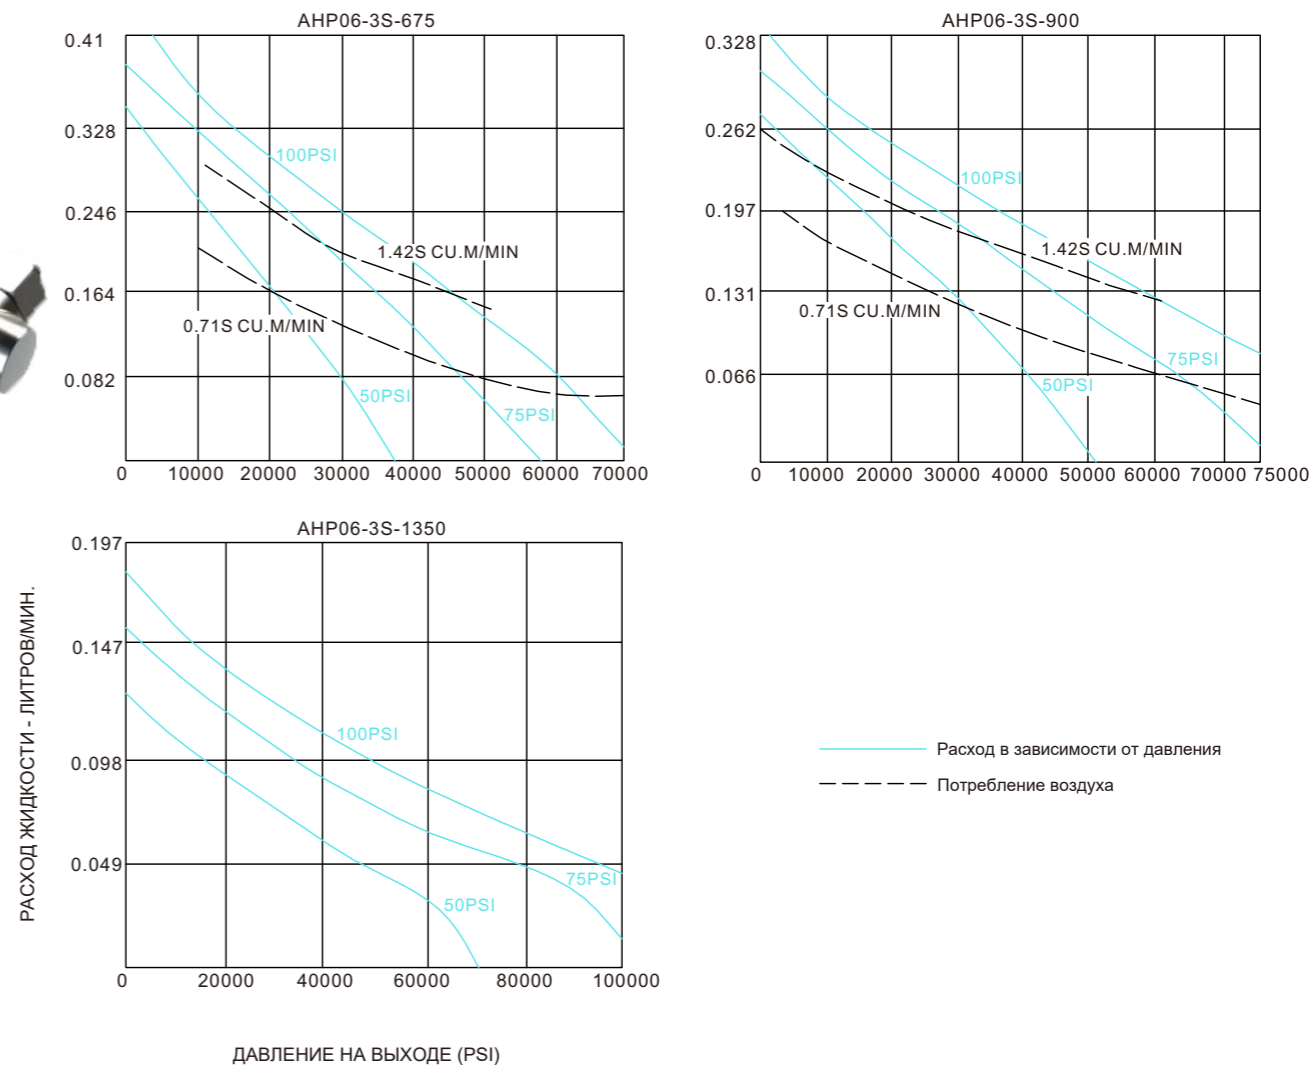 AHP06-3S-675
0.41
0.328
0.246
0.164
0.082
100PSI
1.42S CU.M/MIN
0.71S CU.M/MIN
50PSI
75PSI
0 10000 20000 30000 40000 50000 60000 70000
AHP06-3S-900
0.328
0.262
0.197
0.131
0.066
100PSI
1.42S CU.M/MIN
0.71S CU.M/MIN
75PSI
50PSI
0 10000 20000 30000 40000 50000 60000 70000 75000
AHP06-3S-1350
0.197
0.147
0.098
0.049
100PSI
75PSI
50PSI
0 20000 40000 60000 80000 100000
РАСХОД ЖИДКОСТИ - ЛИТРОВ/МИН.
ДАВЛЕНИЕ НА ВЫХОДЕ (PSI)
Расход в зависимости от давления
Потребление воздуха